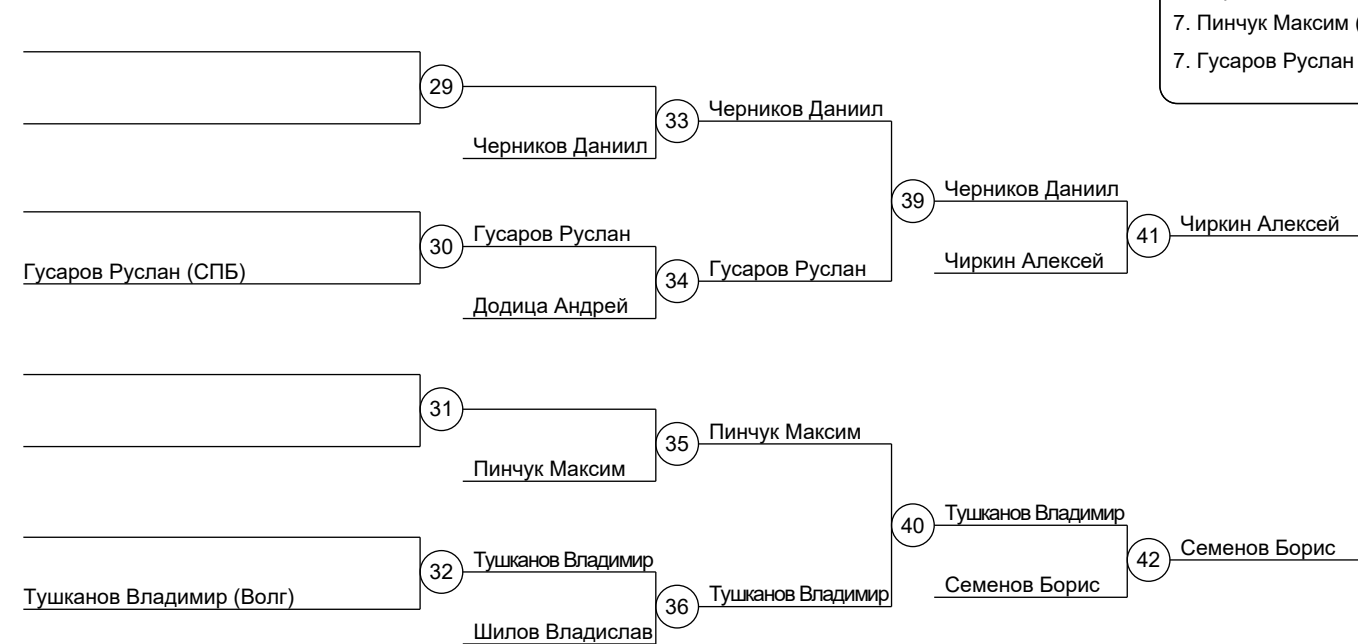 7. Пинчук Максим (
7. Гусаров Руслан
29
Черников Даниил
33
Черников Даниил
Черников Даниил
39
Гусаров Руслан
30
Чиркин Алексей
41
Гусаров Руслан (СПБ)
Гусаров Руслан
34
Чиркин Алексей
Додица Андрей
31
Пинчук Максим
35
Пинчук Максим
Тушканов Владимир
40
Тушканов Владимир
32
Семенов Борис
42
Тушканов Владимир (Волг)
Тушканов Владимир
36
Семенов Борис
Шилов Владислав